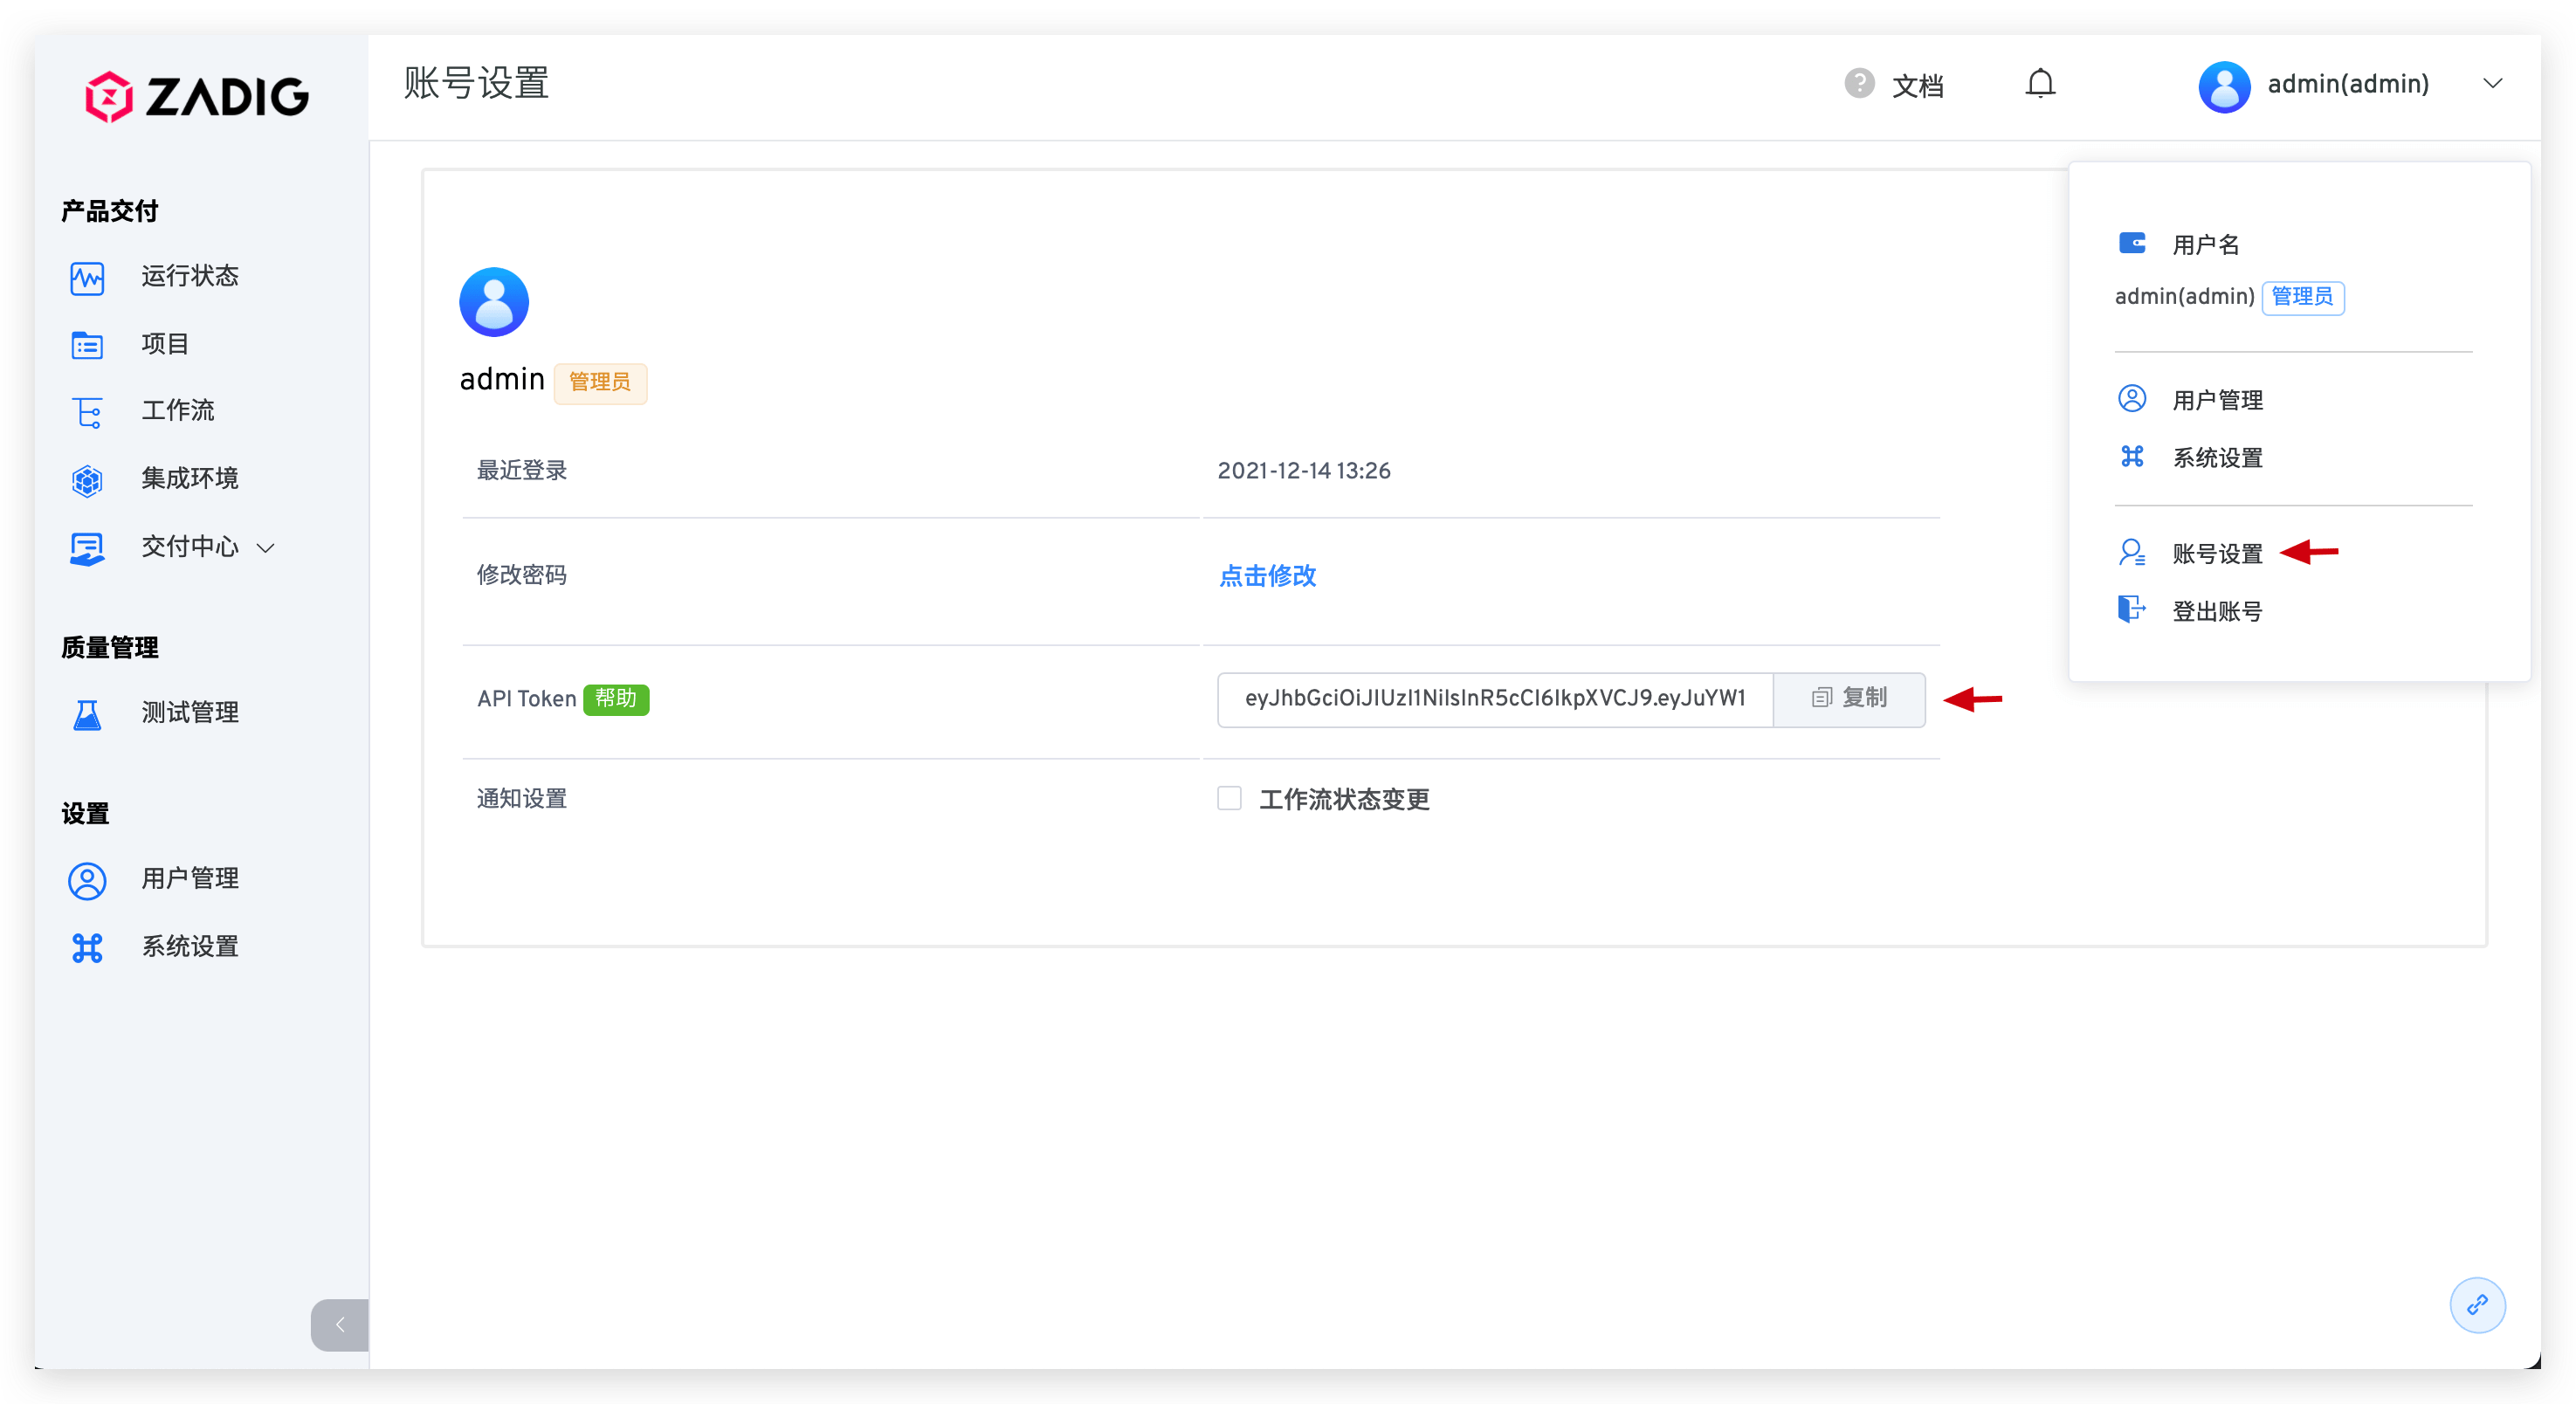 ZADIG
账号设置
文档
admin(admin)
产品交付
运行状态
项目
工作流
集成环境
交付中心
质量管理
测试管理
设置
用户管理
系统设置
admin 管理员
最近登录 2021-12-14 13:26
修改密码 点击修改
API Token 帮助 eyJhbGciOiJIUzI1NiIsInR5cCI6IkpXVCJ9.eyJuYW1 复制
通知设置 工作流状态变更
用户名
admin(admin) 管理员
用户管理
系统设置
账号设置
登出账号